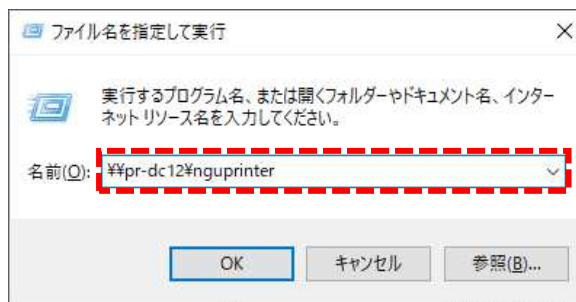 ファイル名を指定して実行
実行するプログラム名、または開くフォルダーやドキュメント名、インター
ネット リソース名を入力してください。
名前(O): ¥¥pr-dc12¥nguprinter
OK キャンセル 参照(B)...